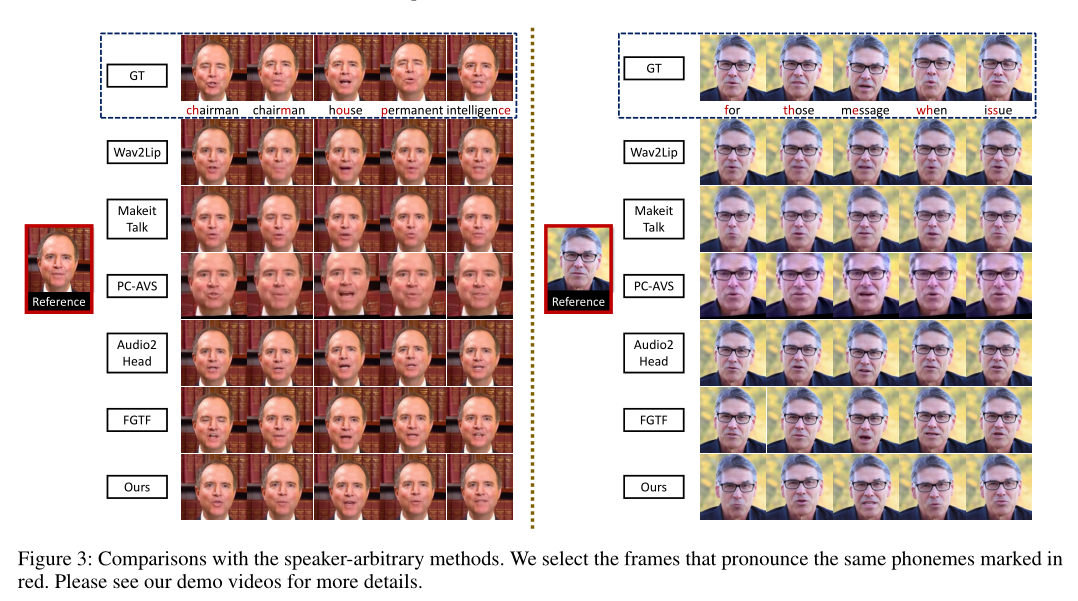 GT
chairman chairman house permanent intelligence
Wav2Lip
Makeit
Talk
PC-AVS
Audio2
Head
FGTF
Ours
Reference
GT
for those message when issue
Wav2Lip
Makeit
Talk
PC-AVS
Audio2
Head
FGTF
Ours
Reference
Figure 3: Comparisons with the speaker-arbitrary methods. We select the frames that pronounce the same phonemes marked in
red. Please see our demo videos for more details.